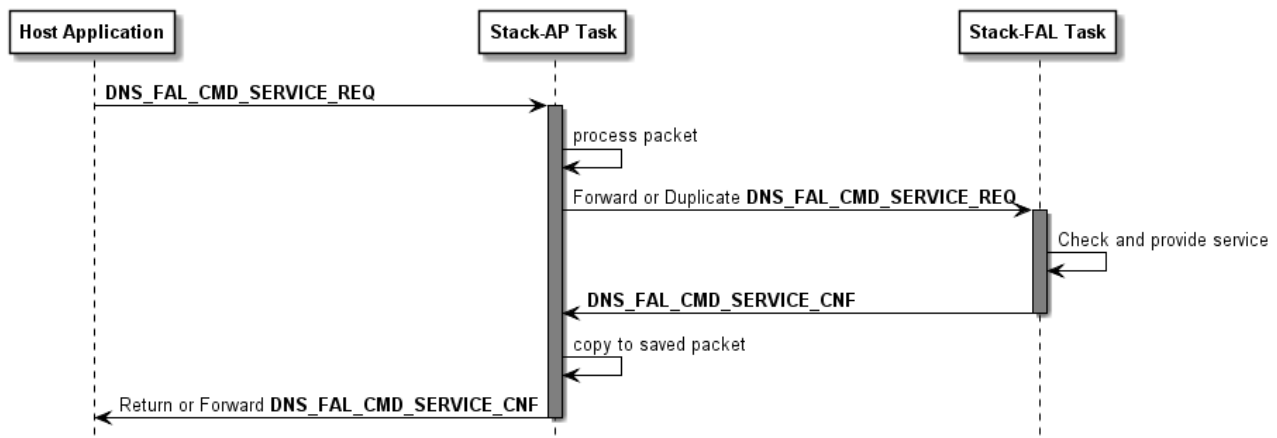 Host Application
Stack-AP Task
Stack-FAL Task
DNS_FAL_CMD_SERVICE_REQ
process packet
Forward or Duplicate DNS_FAL_CMD_SERVICE_REQ
Check and provide service
DNS_FAL_CMD_SERVICE_CNF
copy to saved packet
Return or Forward DNS_FAL_CMD_SERVICE_CNF